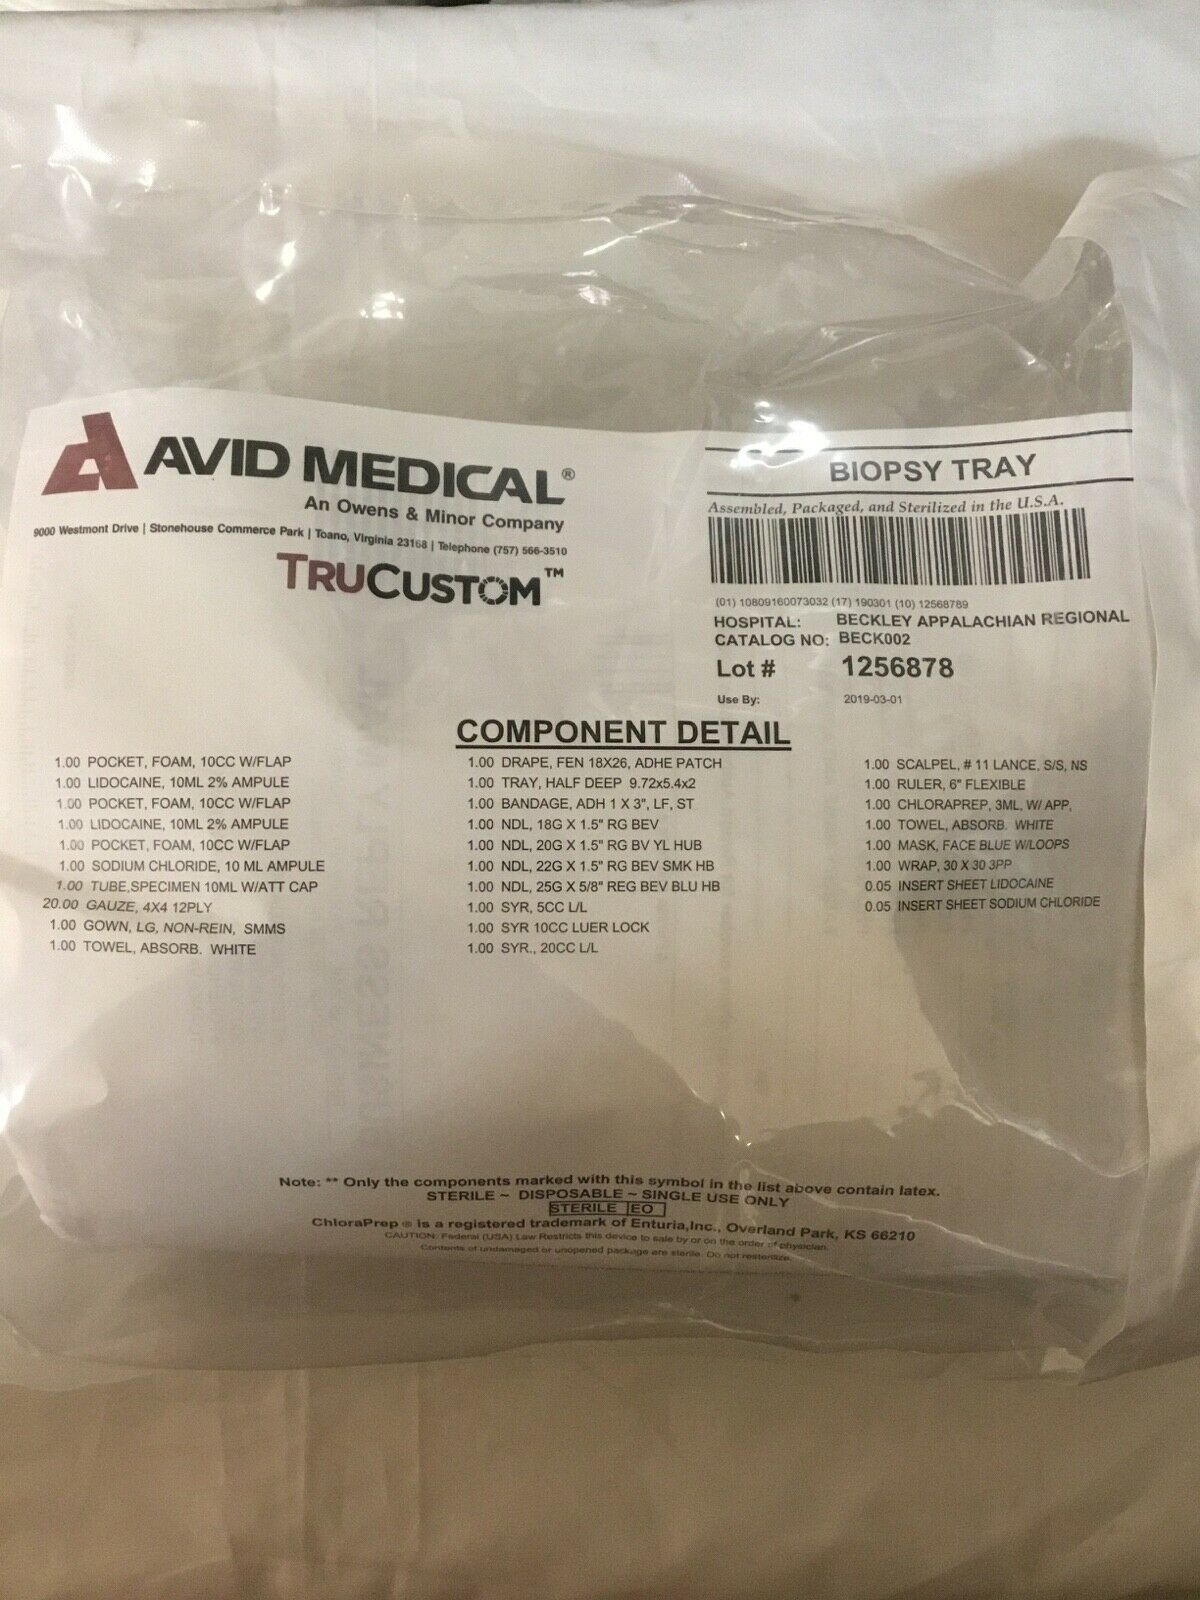 AVID MEDICAL®
An Owens & Minor Company
9000 Westmont Drive | Stonehouse Commerce Park | Toano, Virginia 23168 | Telephone (757) 566-3510
TRUCUSTOM™
BIOPSY TRAY
Assembled, Packaged, and Sterilized in the U.S.A.
(01) 10809160073032 (17) 190301 (10) 12568789
HOSPITAL: BECKLEY APPALACHIAN REGIONAL
CATALOG NO: BECK002
Lot # 1256878
Use By: 2019-03-01
COMPONENT DETAIL
1.00 POCKET, FOAM, 10CC W/FLAP
1.00 LIDOCAINE, 10ML 2% AMPULE
1.00 POCKET, FOAM, 10CC W/FLAP
1.00 LIDOCAINE, 10ML 2% AMPULE
1.00 POCKET, FOAM, 10CC W/FLAP
1.00 SODIUM CHLORIDE, 10 ML AMPULE
1.00 TUBE,SPECIMEN 10ML W/ATT CAP
20.00 GAUZE, 4X4 12PLY
1.00 GOWN, LG, NON-REIN, SMMS
1.00 TOWEL, ABSORB. WHITE
1.00 DRAPE, FEN 18X26, ADHE PATCH
1.00 TRAY, HALF DEEP 9.72x5.4x2
1.00 BANDAGE, ADH 1 X 3", LF, ST
1.00 NDL, 18G X 1.5" RG BEV
1.00 NDL, 20G X 1.5" RG BV YL HUB
1.00 NDL, 22G X 1.5" RG BEV SMK HB
1.00 NDL, 25G X 5/8" REG BEV BLU HB
1.00 SYR, 5CC L/L
1.00 SYR 10CC LUER LOCK
1.00 SYR., 20CC L/L
1.00 SCALPEL, # 11 LANCE, S/S, NS
1.00 RULER, 6" FLEXIBLE
1.00 CHLORAPREP, 3ML, W/ APP,
1.00 TOWEL, ABSORB. WHITE
1.00 MASK, FACE BLUE W/LOOPS
1.00 WRAP, 30 X 30 3PP
0.05 INSERT SHEET LIDOCAINE
0.05 INSERT SHEET SODIUM CHLORIDE
Note: ** Only the components marked with this symbol in the list above contain latex.
STERILE ~ DISPOSABLE ~ SINGLE USE ONLY
STERILE EO
ChloraPrep ® is a registered trademark of Enturia,Inc., Overland Park, KS 66210
CAUTION: Federal (USA) Law Restricts this device to sale by or on the order of physician.
Contents of undamaged or unopened package are sterile. Do not resterilize.